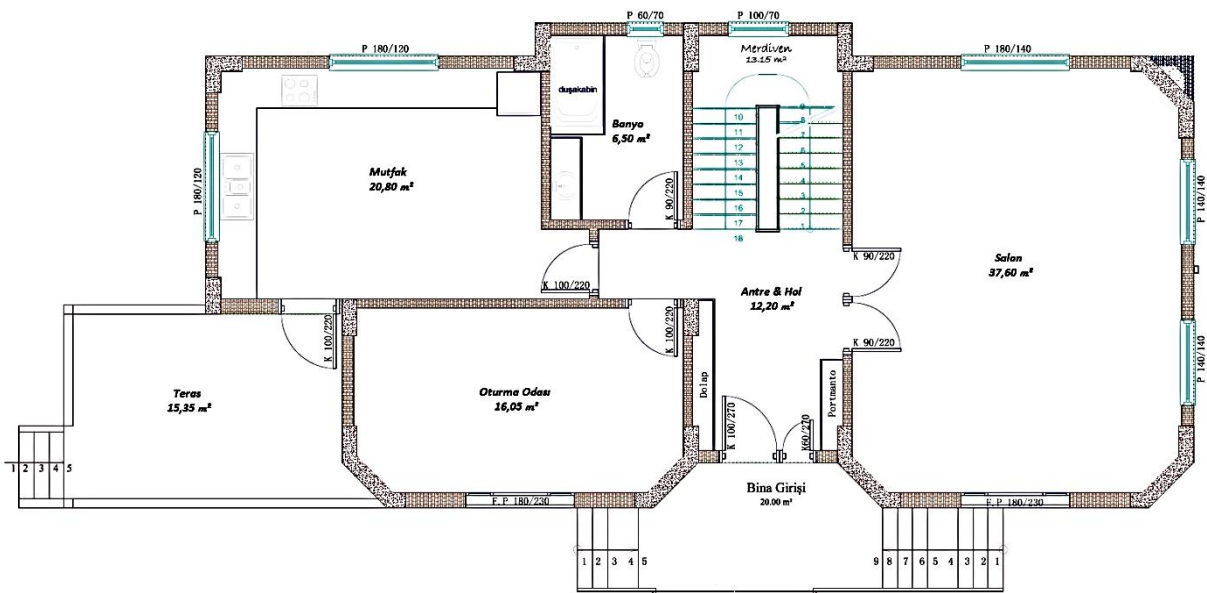 P 60/70
P 100/70
P 180/120
Merdiven
13.15 m²
P 180/140
duşakabin
Banyo
6,50 m²
9
10
8
11
7
12
6
13
5
14
4
15
3
16
2
17
1
18
P 180/120
Mutfak
20,80 m²
K 90/220
P 140/140
K 90/220
Salon
37,60 m²
K 100/220
Antre & Hol
12,20 m²
K 100/220
K 100/220
K 90/220
P 140/140
Teras
15,35 m²
Oturma Odası
16,05 m²
Dolap
Portmanto
K 100/270
K60/270
1 2 3 4 5
Bina Girişi
20.00 m²
F.P 180/230
F.P 180/230
1 2 3 4 5
9 8 7 6 5 4 3 2 1